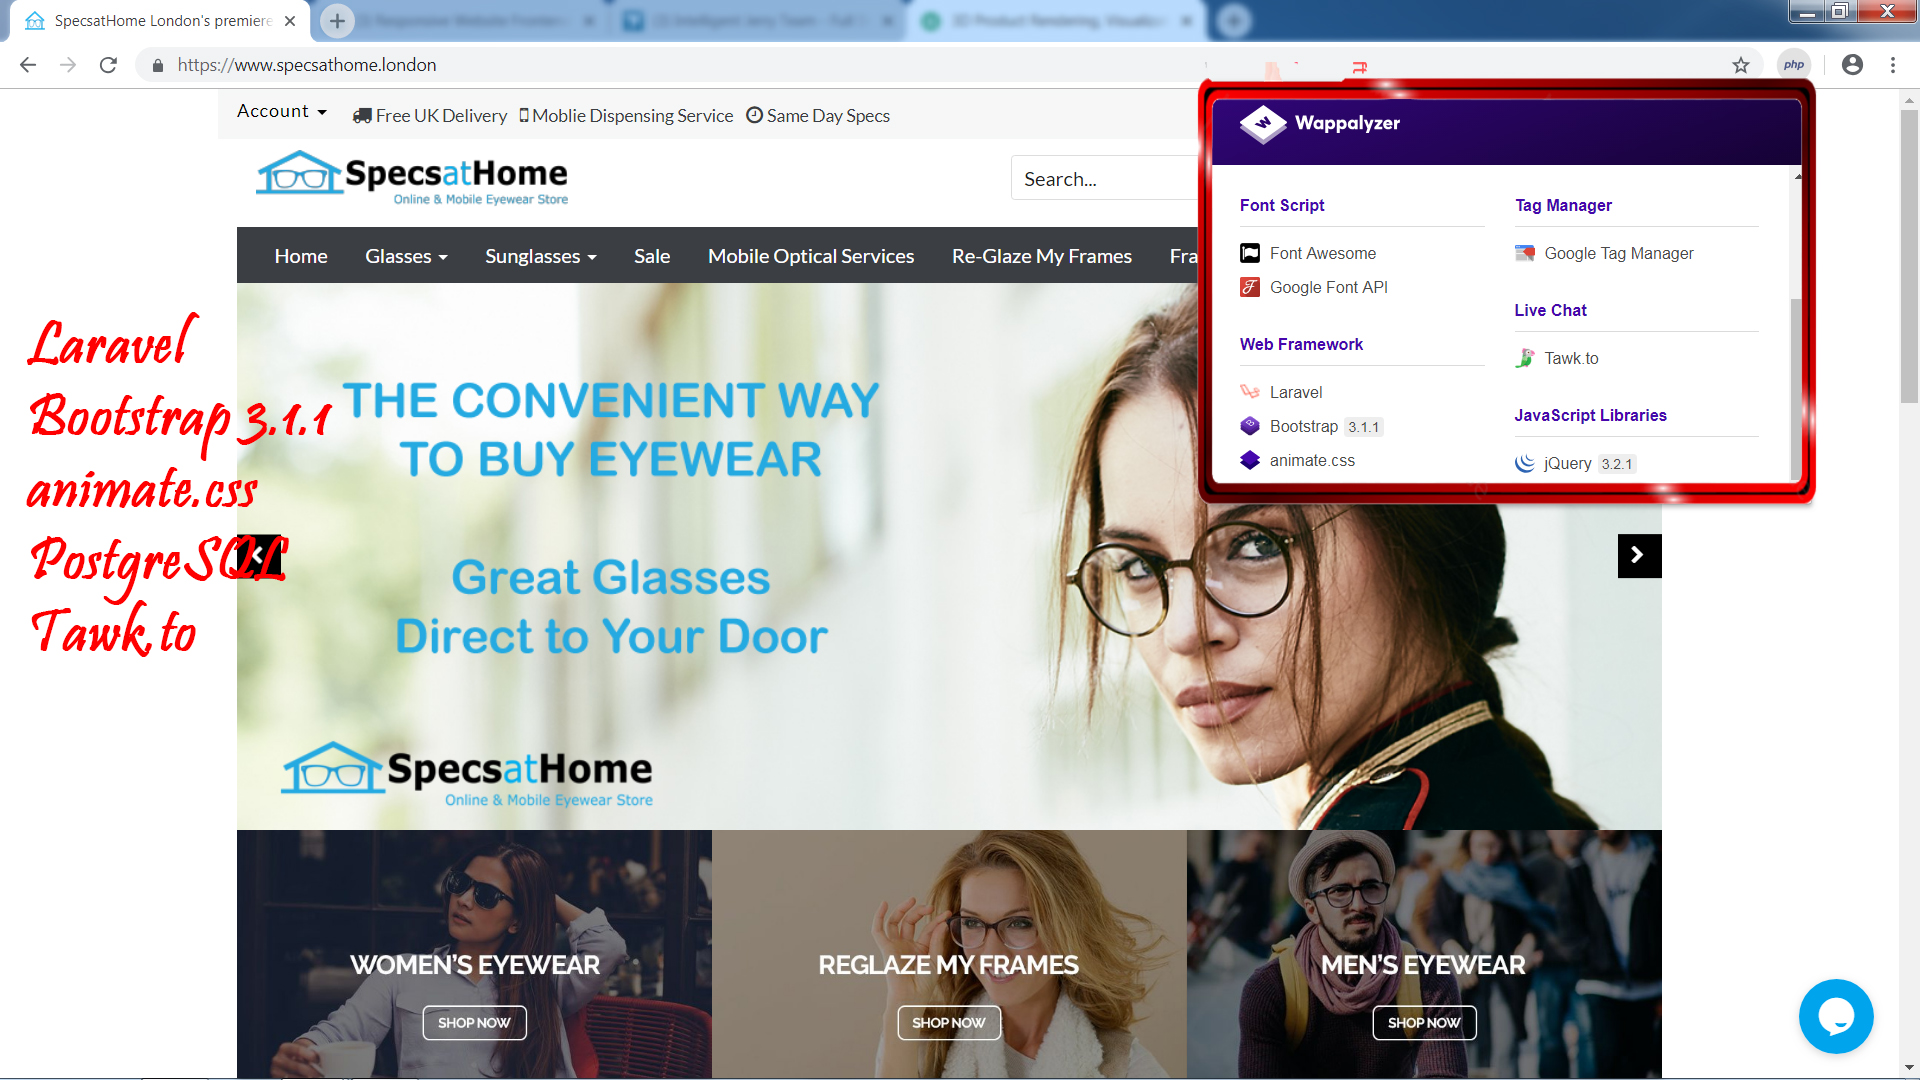 SpecsatHome London's premiere
https://www.specsathome.london
php
Account
Free UK Delivery
Moblie Dispensing Service
Same Day Specs
SpecsatHome
Online & Mobile Eyewear Store
Search...
Home
Glasses
Sunglasses
Sale
Mobile Optical Services
Re-Glaze My Frames
Fra
Wappalyzer
Font Script
Font Awesome
Google Font API
Web Framework
Laravel
Bootstrap 3.1.1
animate.css
Tag Manager
Google Tag Manager
Live Chat
Tawk.to
JavaScript Libraries
jQuery 3.2.1
Laravel
Bootstrap 3.1.1
animate.css
PostgreSQL
Tawk.to
THE CONVENIENT WAY
TO BUY EYEWEAR
Great Glasses
Direct to Your Door
SpecsatHome
Online & Mobile Eyewear Store
WOMEN'S EYEWEAR
SHOP NOW
REGLAZE MY FRAMES
SHOP NOW
MEN'S EYEWEAR
SHOP NOW